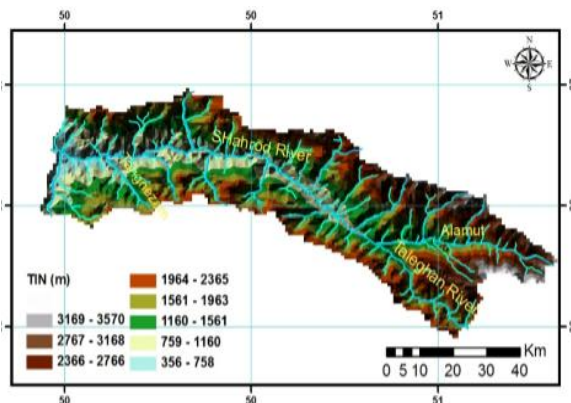 50 50 51
N
W E
S
SHahrod River
Alamut
Taleghan River
TIN (m)
3169 - 3570
2767 - 3168
2366 - 2766
1964 - 2365
1561 - 1963
1160 - 1561
759 - 1160
356 - 758
Km
0 5 10 20 30 40
50 50 51